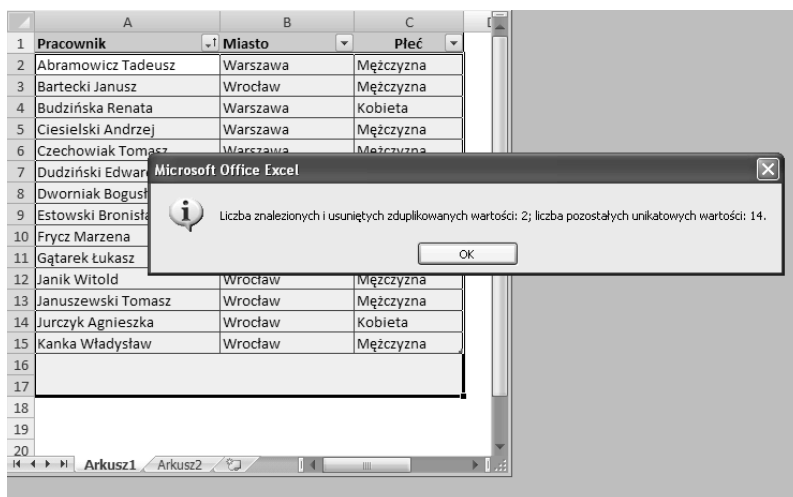 A B C
1 Pracownik Miasto Płeć
2 Abramowicz Tadeusz Warszawa Mężczyzna
3 Bartecki Janusz Wrocław Mężczyzna
4 Budzińska Renata Warszawa Kobieta
5 Ciesielski Andrzej Warszawa Mężczyzna
6 Czechowiak Tomasz Warszawa Mężczyzna
7 Dudziński
Microsoft Office Excel
8 Dworniak
9 Estowski
Liczba znalezionych i usuniętych zduplikowanych wartości: 2; liczba pozostałych unikatowych wartości: 14.
10 Frycz Marzena
11 Gątarek Łukasz
OK
12 Janik Witold Wrocław Mężczyzna
13 Januszewski Tomasz Wrocław Mężczyzna
14 Jurczyk Agnieszka Wrocław Kobieta
15 Kanka Władysław Wrocław Mężczyzna
16
17
18
19
20
Arkusz1 Arkusz2